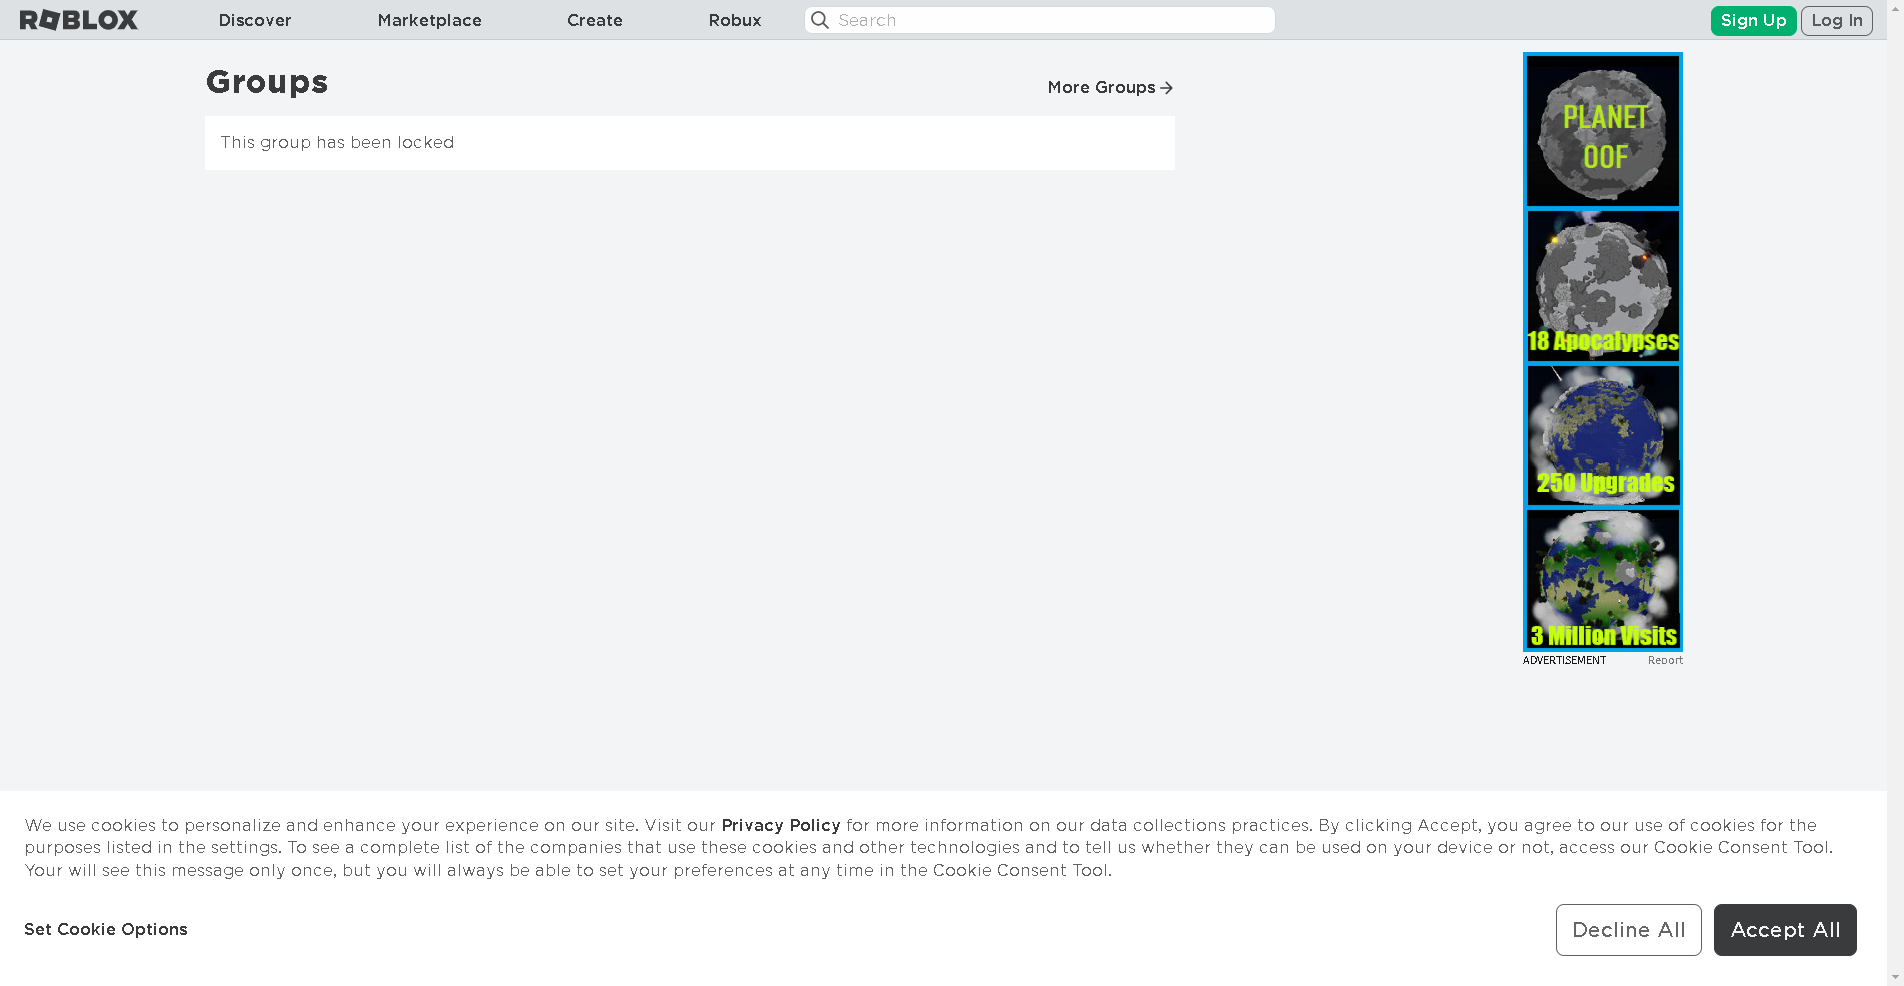 ROBLOX Discover Marketplace Create Robux Search Sign Up Log In
Groups
More Groups
This group has been locked
PLANET
OOF
18 Apocalypses
250 Upgrades
3 Million Visits
ADVERTISEMENT Report
We use cookies to personalize and enhance your experience on our site. Visit our Privacy Policy for more information on our data collections practices. By clicking Accept, you agree to our use of cookies for the
purposes listed in the settings. To see a complete list of the companies that use these cookies and other technologies and to tell us whether they can be used on your device or not, access our Cookie Consent Tool.
Your will see this message only once, but you will always be able to set your preferences at any time in the Cookie Consent Tool.
Set Cookie Options
Decline All
Accept All